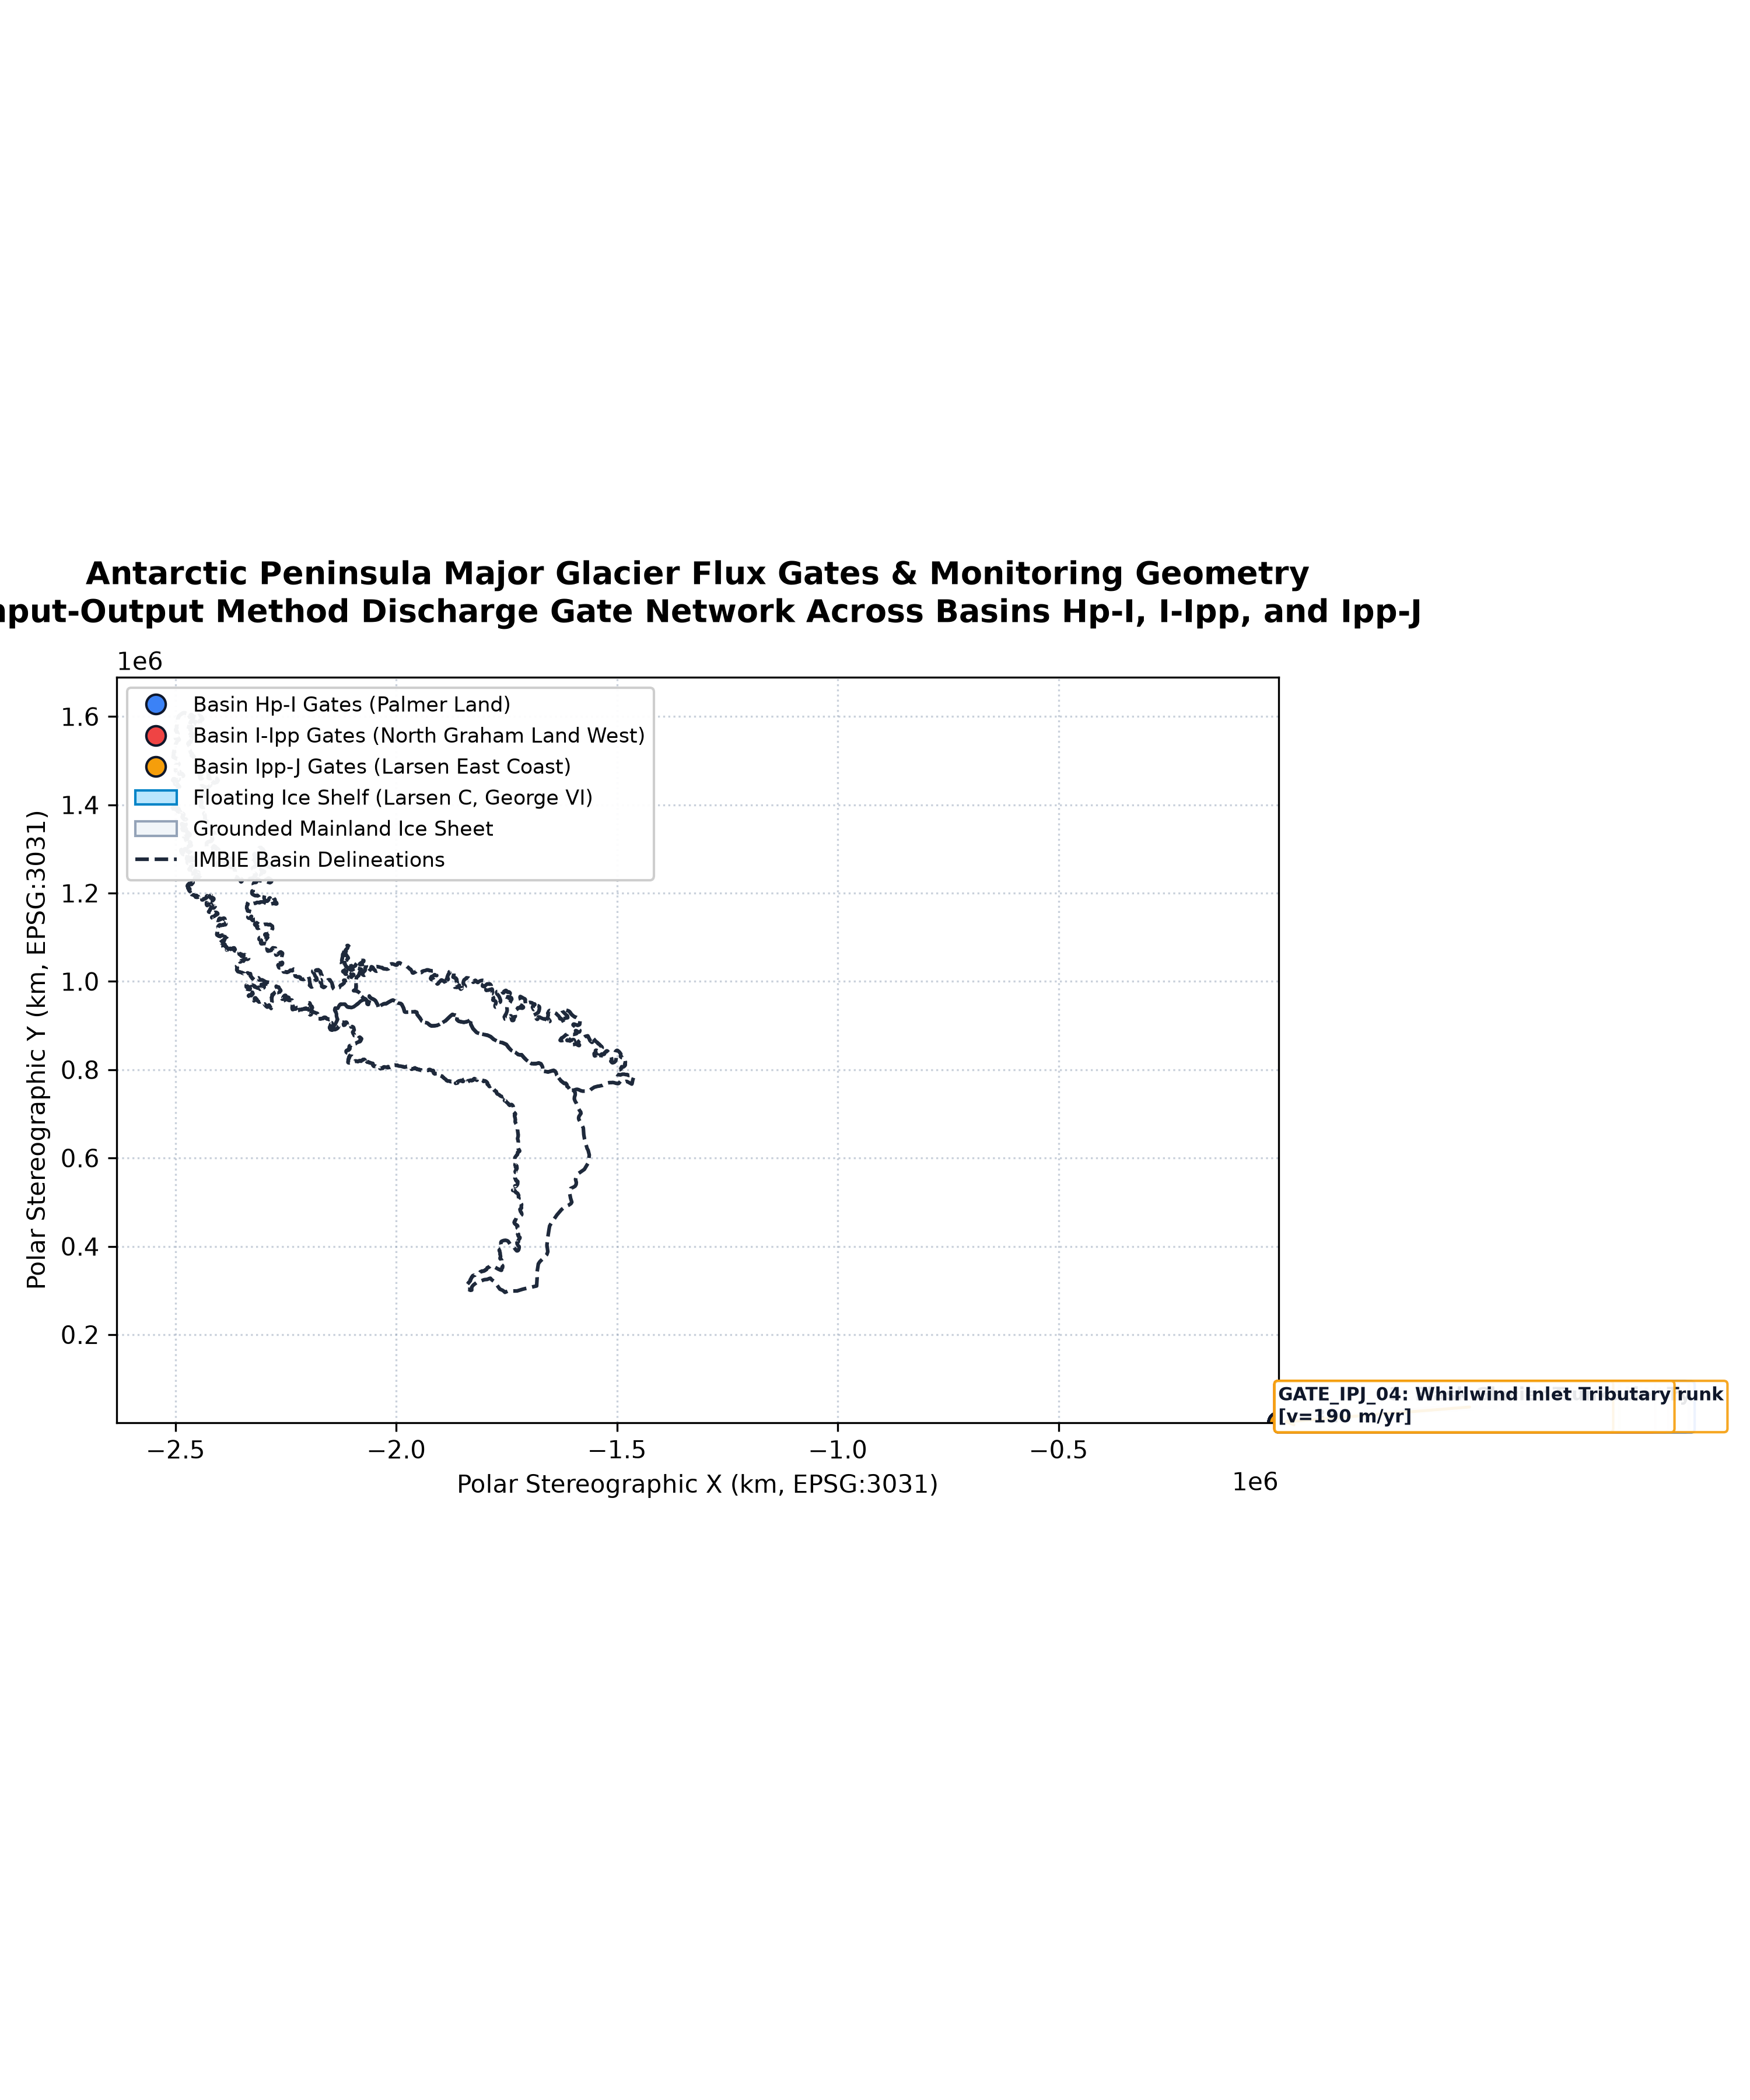 Antarctic Peninsula Major Glacier Flux Gates & Monitoring Geometry
nput-Output Method Discharge Gate Network Across Basins Hp-I, I-Ipp, and Ipp-J
1e6
Basin Hp-I Gates (Palmer Land)
Basin I-Ipp Gates (North Graham Land West)
Basin Ipp-J Gates (Larsen East Coast)
Floating Ice Shelf (Larsen C, George VI)
Grounded Mainland Ice Sheet
IMBIE Basin Delineations
1.6
1.4
1.2
1.0
0.8
0.6
0.4
0.2
Polar Stereographic Y (km, EPSG:3031)
GATE_IPJ_04: Whirlwind Inlet Tributary
[v=190 m/yr]
−2.5
−2.0
−1.5
−1.0
−0.5
Polar Stereographic X (km, EPSG:3031)
1e6